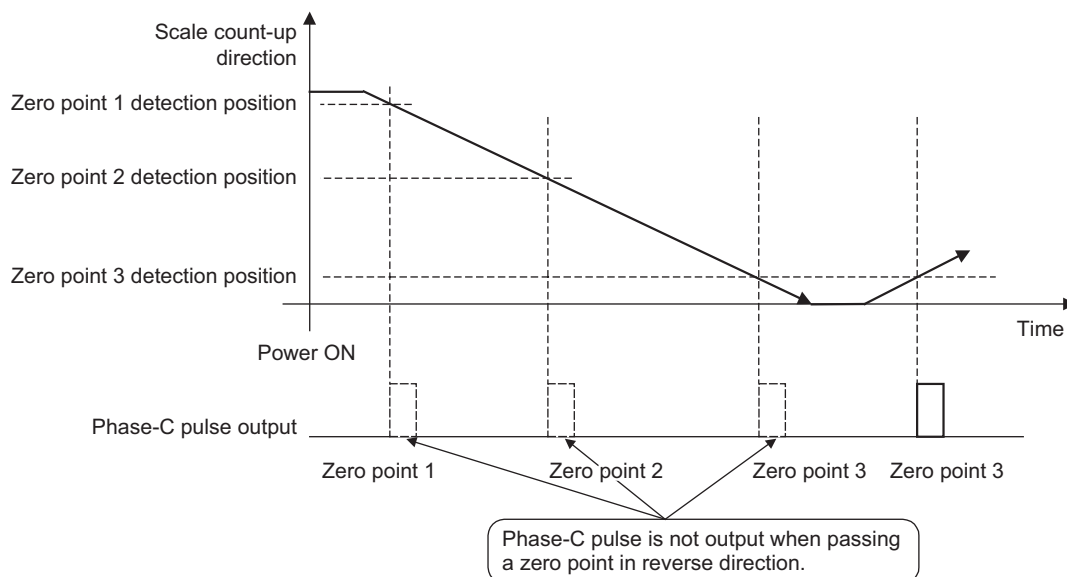 Scale count-up
direction
Zero point 1 detection position
Zero point 2 detection position
Zero point 3 detection position
Time
Power ON
Phase-C pulse output
Zero point 1
Zero point 2
Zero point 3
Zero point 3
Phase-C pulse is not output when passing
a zero point in reverse direction.